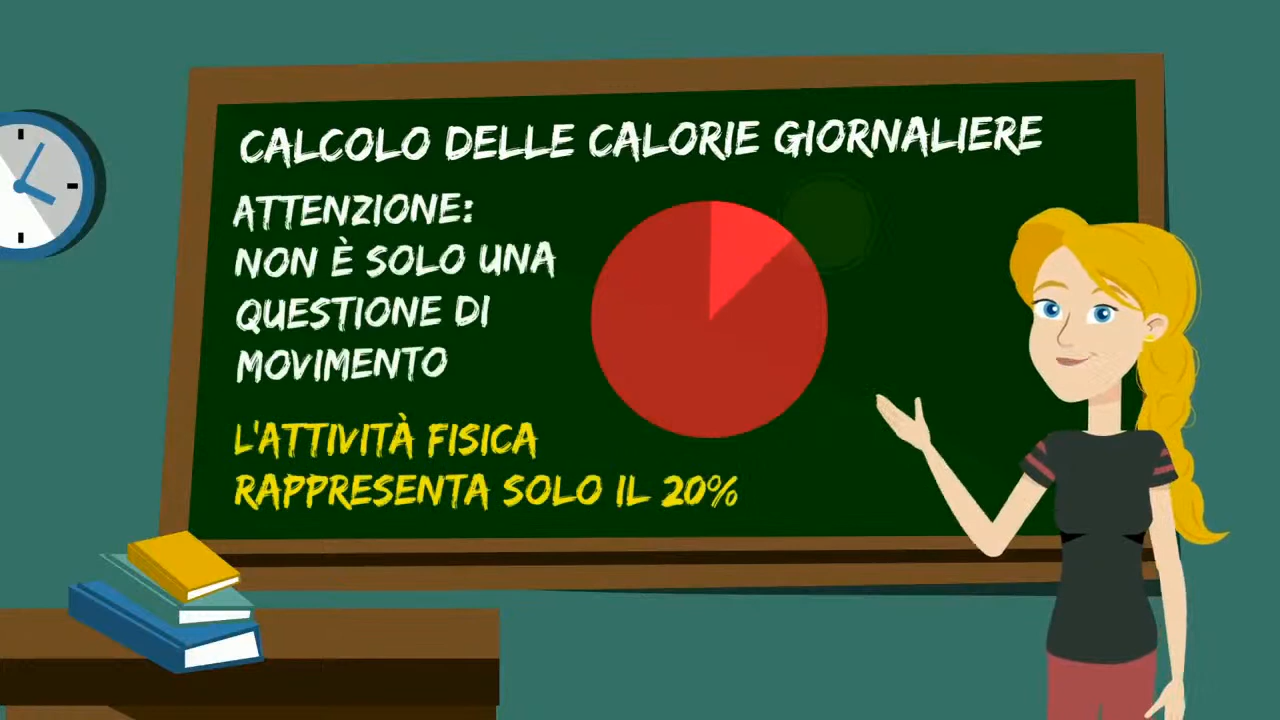 CALCOLO DELLE CALORIE GIORNALIERE
ATTENZIONE:
NON È SOLO UNA
QUESTIONE DI
MOVIMENTO
L'ATTIVITÀ FISICA
RAPPRESENTA SOLO IL 20%